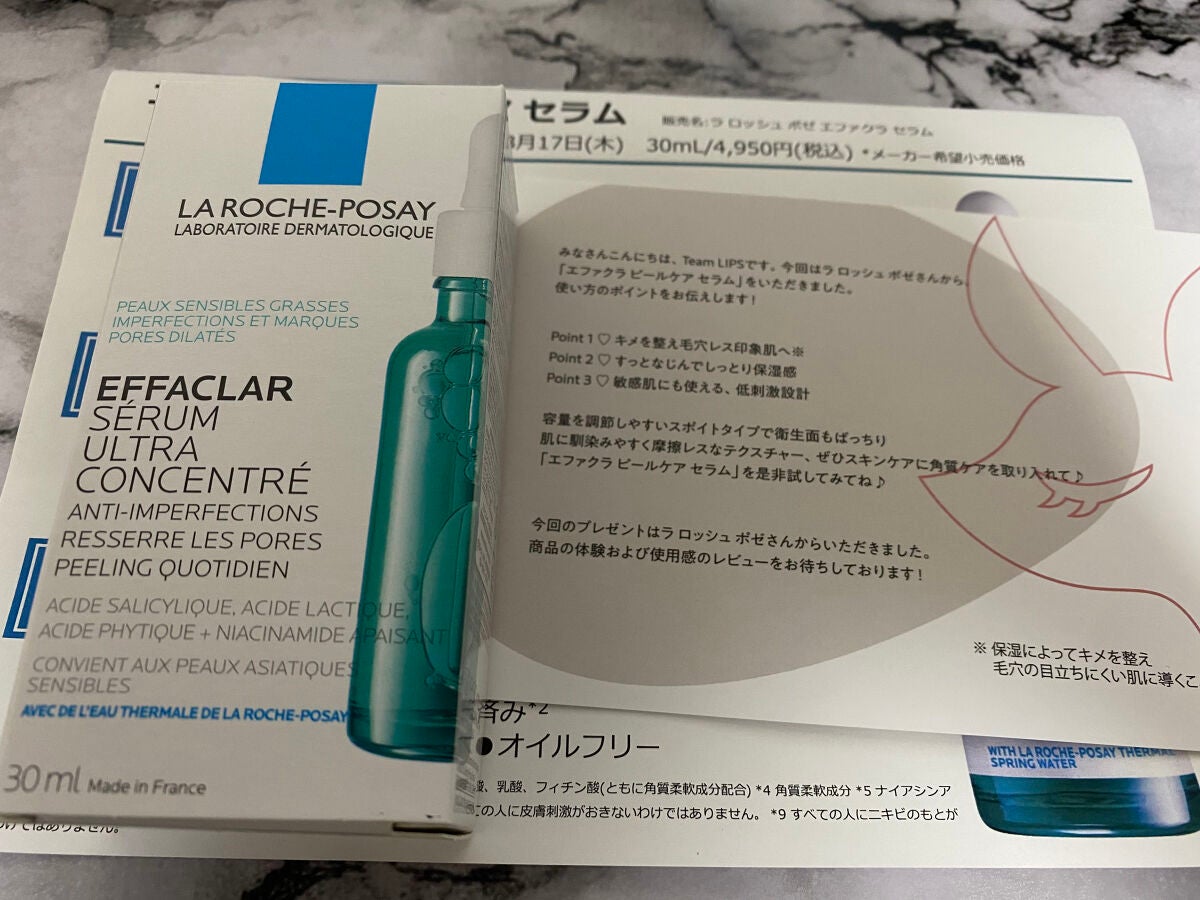 LA ROCHE-POSAY
LABORATOIRE DERMATOLOGIQUE
PEAUX SENSIBLES GRASSES
IMPERFECTIONS ET MARQUES
PORES DILATÉS
EFFACLAR
SÉRUM
ULTRA
CONCENTRÉ
ANTI-IMPERFECTIONS
RESSERRE LES PORES
PEELING QUOTIDIEN
ACIDE SALICYLIQUE, ACIDE LACTIQUE,
ACIDE PHYTIQUE + NIACINAMIDE APAISANT
CONVIENT AUX PEAUX ASIATIQUES
SENSIBLES
AVEC DE L'EAU THERMALE DE LA ROCHE-POSAY
30 ml Made in France
セラム
販売名:ラ ロッシュ ポゼ エファクラ セラム
月17日(木) 30mL/4,950円(税込) *メーカー希望小売価格
みなさんこんにちは、Team LIPSです。今回はラ ロッシュ ポゼさんから、
「エファクラ ピールケア セラム」をいただきました。
使い方のポイントをお伝えします!
Point 1 ♡ キメを整え毛穴レス印象肌へ※
Point 2 ♡ すっとなじんでしっとり保湿感
Point 3 ♡ 敏感肌にも使える、低刺激設計
容量を調節しやすいスポイトタイプで衛生面もばっちり
肌に馴染みやすく摩擦レスなテクスチャー、ぜひスキンケアに角質ケアを取り入れて♪
「エファクラ ピールケア セラム」を是非試してみてね♪
今回のプレゼントはラ ロッシュ ポゼさんからいただきました。
商品の体験および使用感のレビューをお待ちしております!
※ 保湿によってキメを整え
毛穴の目立ちにくい肌に導くこ
済み*2
●オイルフリー
WITH LA ROCHE-POSAY THERMAL
SPRING WATER
酸、乳酸、フィチン酸(ともに角質柔軟成分配合) *4 角質柔軟成分 *5 ナイアシンア
ての人に皮膚刺激がおきないわけではありません。 *9 すべての人にニキビのもとが
わけではありません。